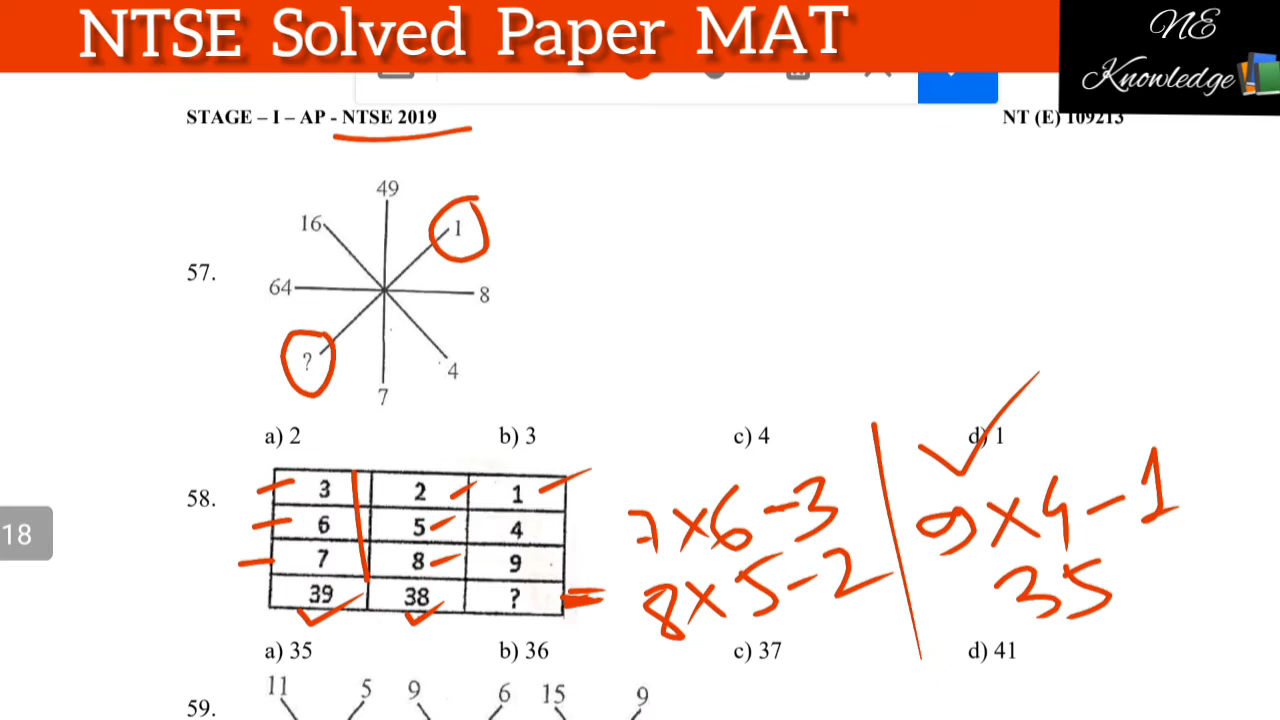 NTSE Solved Paper MAT
NE
Knowledge
STAGE – I – AP - NTSE 2019
NT (E) 109213
49
16
1
57.
64
8
?
4
7
a) 2
b) 3
c) 4
d) 1
58.
3 2 1
6 5 4
7 8 9
39 38 ?
7×6-3
8×5-2
9×4-1
35
18
a) 35
b) 36
c) 37
d) 41
59.
11 5 9 6 15 9